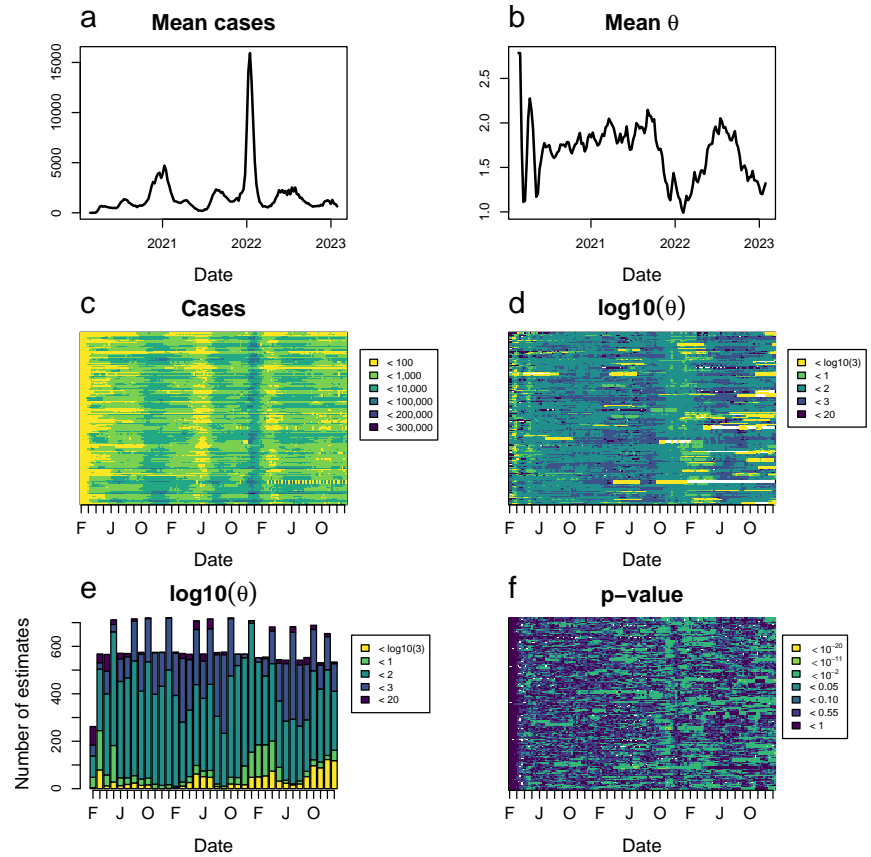 a
Mean cases
15000
10000
5000
0
2021 2022 2023
Date
b
Mean θ
2.5
2.0
1.5
1.0
2021 2022 2023
Date
c
Cases
< 100
< 1,000
< 10,000
< 100,000
< 200,000
< 300,000
F J O F J O F J O
Date
d
log10(θ)
< log10(3)
< 1
< 2
< 3
< 20
F J O F J O F J O
Date
e
log10(θ)
Number of estimates
600
400
200
0
< log10(3)
< 1
< 2
< 3
< 20
F J O F J O F J O
Date
f
p−value
< 10⁻²⁰
< 10⁻¹¹
< 10⁻²
< 0.05
< 0.10
< 0.55
< 1
F J O F J O F J O
Date